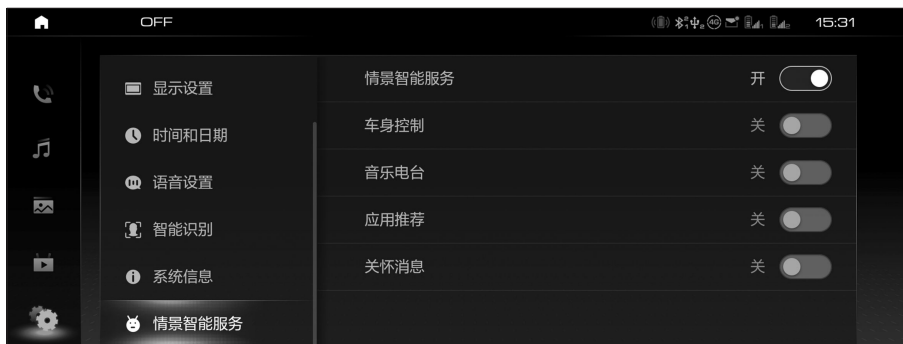 OFF
4G
15:31
显示设置
时间和日期
语音设置
智能识别
系统信息
情景智能服务
情景智能服务 开
车身控制 关
音乐电台 关
应用推荐 关
关怀消息 关